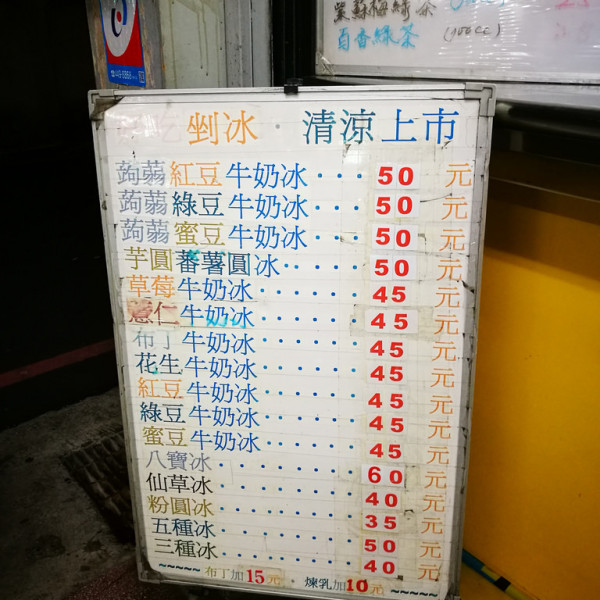 百香綠茶 (700cc)
剉冰·清涼上市
蒟蒻紅豆牛奶冰···50元
蒟蒻綠豆牛奶冰···50元
蒟蒻蜜豆牛奶冰···50元
芋圓蕃薯圓冰·····50元
草莓牛奶冰······45元
薏仁牛奶冰······45元
布丁牛奶冰······45元
花生牛奶冰······45元
紅豆牛奶冰······45元
綠豆牛奶冰······45元
蜜豆牛奶冰······45元
八寶冰········60元
仙草冰········40元
粉圓冰········35元
五種冰········50元
三種冰········40元
~~~~~布丁加15元·煉乳加10元~~~~~